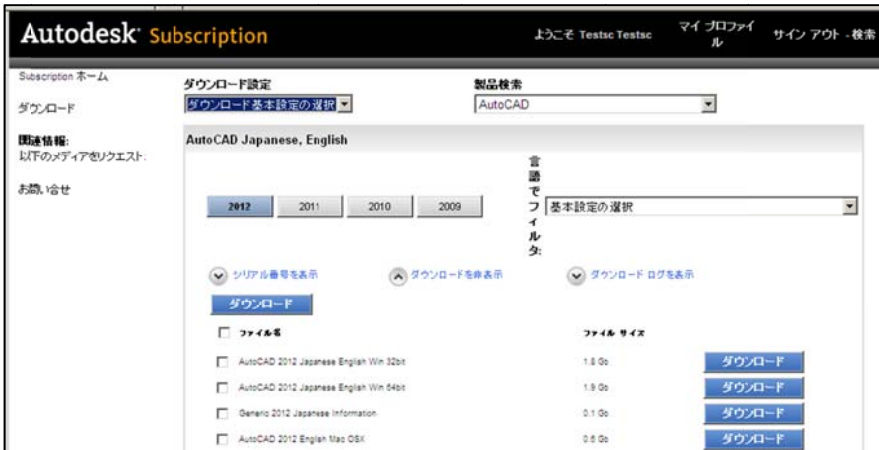 Autodesk Subscription
ようこそ Testsc Testsc
マイ プロファイル
サイン アウト - 検索
Subscription ホーム
ダウンロード
関連情報:
以下のメディアをリクエスト:
お問い合せ
ダウンロード設定
ダウンロード基本設定の選択
製品検索
AutoCAD
AutoCAD Japanese, English
2012
2011
2010
2009
言語でフィルタ:
基本設定の選択
シリアル番号を表示
ダウンロードを非表示
ダウンロード ログを表示
ダウンロード
ファイル名
ファイル サイズ
AutoCAD 2012 Japanese English Win 32bit
1.8 Gb
ダウンロード
AutoCAD 2012 Japanese English Win 64bit
1.9 Gb
ダウンロード
Generic 2012 Japanese Information
0.1 Gb
ダウンロード
AutoCAD 2012 English Mac OSX
0.6 Gb
ダウンロード